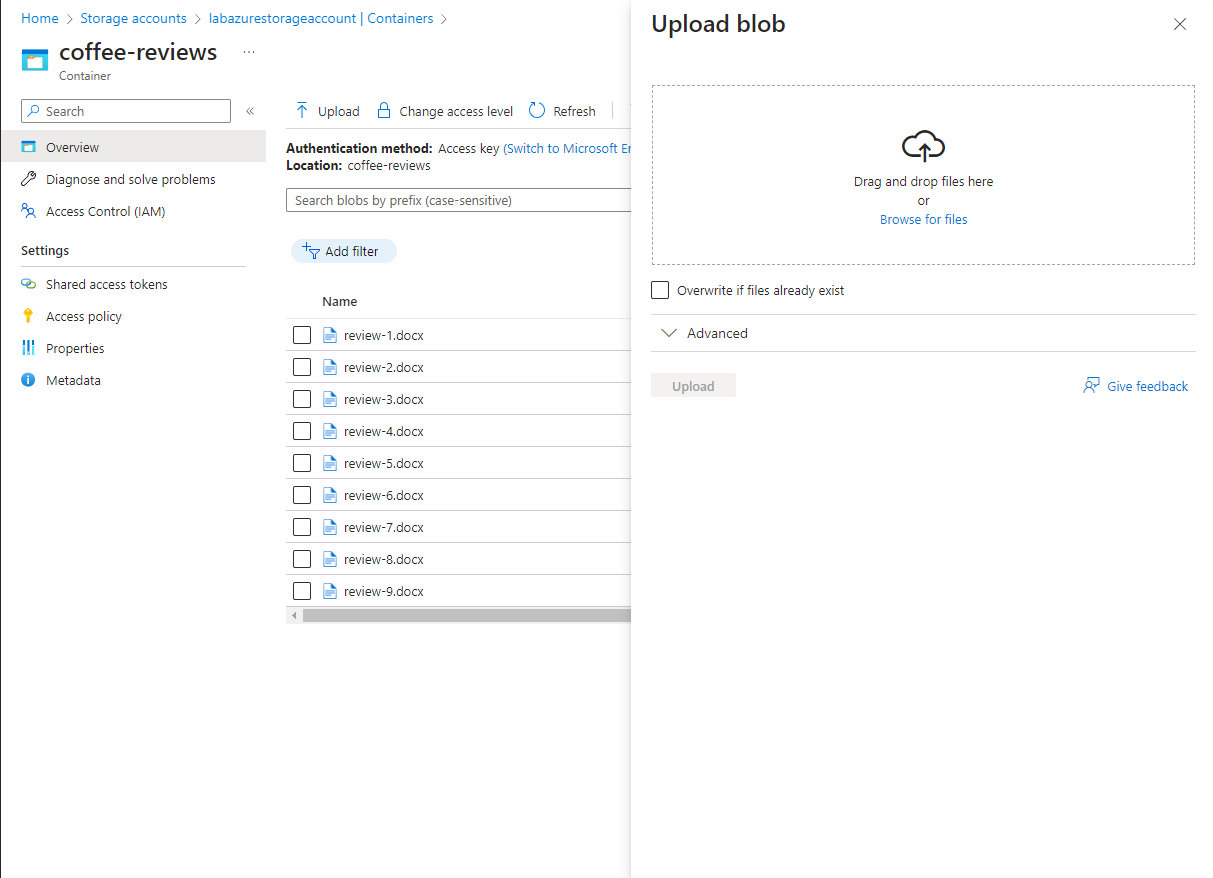 Home > Storage accounts > labazurestorageaccount | Containers >
coffee-reviews ...
Container
Search «
Overview
Diagnose and solve problems
Access Control (IAM)
Settings
Shared access tokens
Access policy
Properties
Metadata
Upload Change access level Refresh
Authentication method: Access key (Switch to Microsoft
Location: coffee-reviews
Search blobs by prefix (case-sensitive)
Add filter
Name
review-1.docx
review-2.docx
review-3.docx
review-4.docx
review-5.docx
review-6.docx
review-7.docx
review-8.docx
review-9.docx
Upload blob
Drag and drop files here
or
Browse for files
Overwrite if files already exist
Advanced
Upload Give feedback